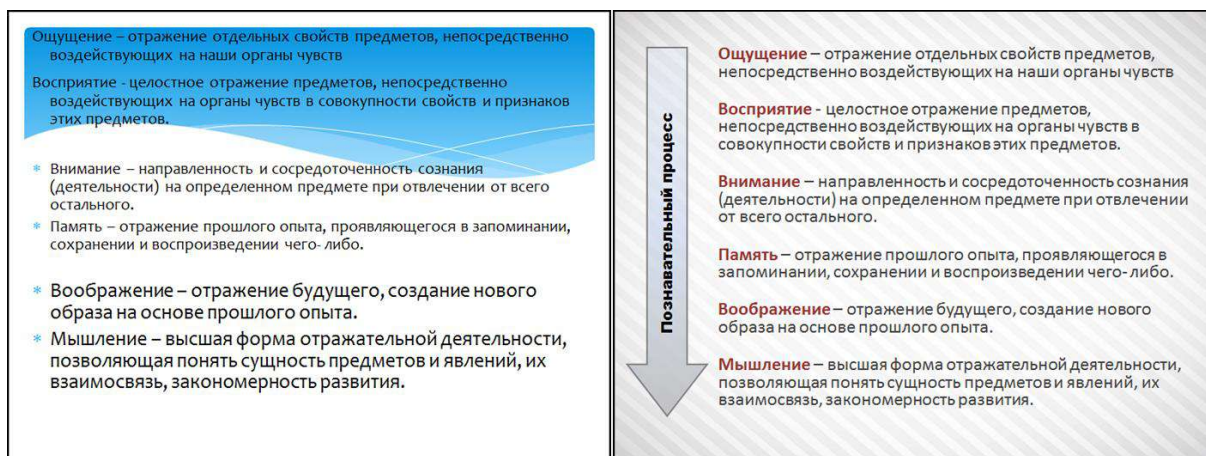 Ощущение – отражение отдельных свойств предметов, непосредственно
воздействующих на наши органы чувств
Восприятие - целостное отражение предметов, непосредственно
воздействующих на органы чувств в совокупности свойств и признаков
этих предметов.
* Внимание – направленность и сосредоточенность сознания
(деятельности) на определенном предмете при отвлечении от всего
остального.
* Память – отражение прошлого опыта, проявляющегося в запоминании,
сохранении и воспроизведении чего- либо.
* Воображение – отражение будущего, создание нового
образа на основе прошлого опыта.
* Мышление – высшая форма отражательной деятельности,
позволяющая понять сущность предметов и явлений, их
взаимосвязь, закономерность развития.
Познавательный процесс
Ощущение – отражение отдельных свойств предметов,
непосредственно воздействующих на наши органы чувств
Восприятие - целостное отражение предметов,
непосредственно воздействующих на органы чувств в
совокупности свойств и признаков этих предметов.
Внимание – направленность и сосредоточенность сознания
(деятельности) на определенном предмете при отвлечении
от всего остального.
Память – отражение прошлого опыта, проявляющегося в
запоминании, сохранении и воспроизведении чего- либо.
Воображение – отражение будущего, создание нового
образа на основе прошлого опыта.
Мышление – высшая форма отражательной деятельности,
позволяющая понять сущность предметов и явлений, их
взаимосвязь, закономерность развития.